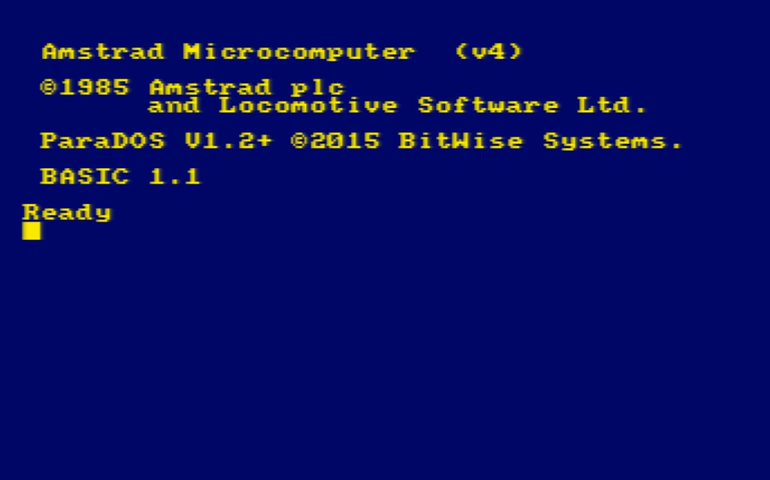 Amstrad Microcomputer (v4)
©1985 Amstrad plc
and Locomotive Software Ltd.
ParaDOS V1.2+ ©2015 BitWise Systems.
BASIC 1.1
Ready